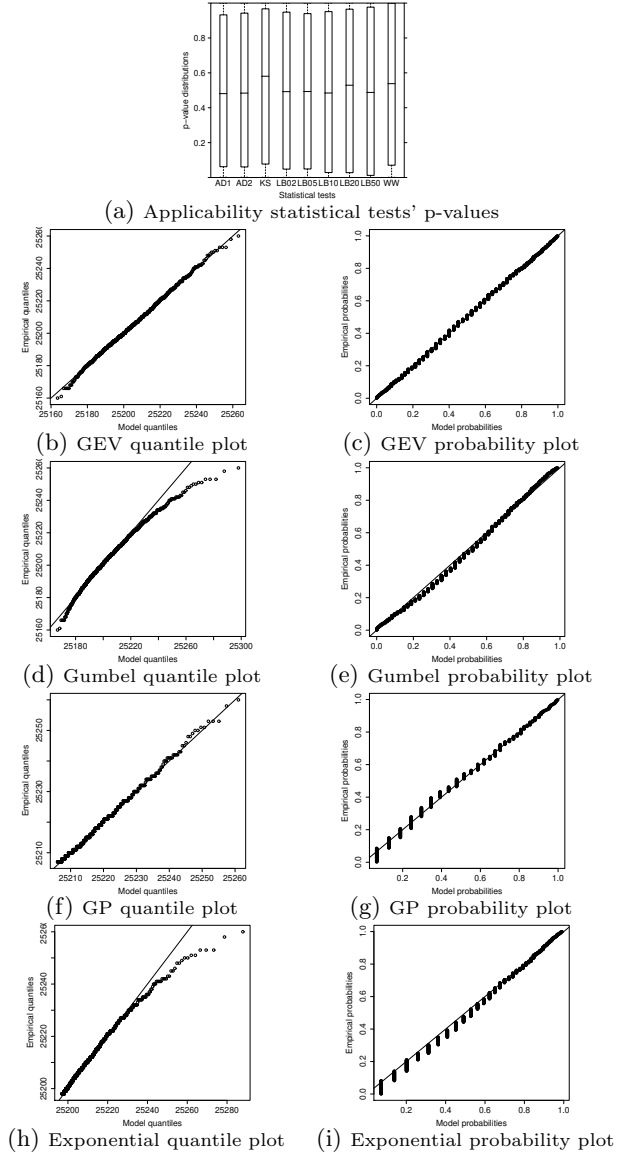 0.8
0.6
0.4
0.2
p−value distributions
AD1 AD2 KS LB02 LB05 LB10 LB20 LB50 WW
Statistical tests
(a) Applicability statistical tests' p-values
25160 25180 25200 25220 25240 2526(
Empirical quantiles
25160 25180 25200 25220 25240 25260
Model quantiles
(b) GEV quantile plot
0.0 0.2 0.4 0.6 0.8 1.0
Empirical probabilities
0.0 0.2 0.4 0.6 0.8 1.0
Model probabilities
(c) GEV probability plot
25160 25180 25200 25220 25240 2526(
Empirical quantiles
25180 25220 25260 25300
Model quantiles
(d) Gumbel quantile plot
0.0 0.2 0.4 0.6 0.8 1.0
Empirical probabilities
0.0 0.2 0.4 0.6 0.8 1.0
Model probabilities
(e) Gumbel probability plot
25210 25230 25250
Empirical quantiles
25210 25220 25230 25240 25250 25260
Model quantiles
(f) GP quantile plot
0.0 0.2 0.4 0.6 0.8 1.0
Empirical probabilities
0.2 0.4 0.6 0.8 1.0
Model probabilities
(g) GP probability plot
25200 25220 25240 2526(
Empirical quantiles
25200 25220 25240 25260 25280
Model quantiles
(h) Exponential quantile plot
0.0 0.2 0.4 0.6 0.8 1.0
Empirical probabilities
0.2 0.4 0.6 0.8 1.0
Model probabilities
(i) Exponential probability plot